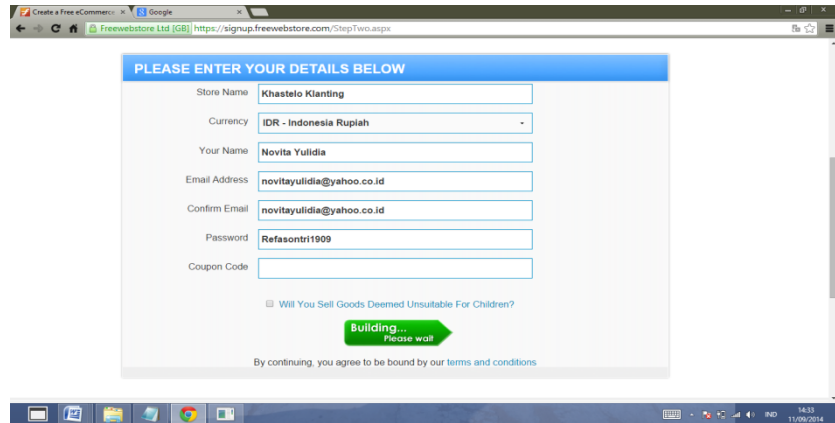 Create a Free eCommerce
Google
Freewebstore Ltd [GB] https://signup.freewebstore.com/StepTwo.aspx
PLEASE ENTER YOUR DETAILS BELOW
Store Name Khastelo Klanting
Currency IDR - Indonesia Rupiah
Your Name Novita Yulidia
Email Address novitayulidia@yahoo.co.id
Confirm Email novitayulidia@yahoo.co.id
Password Refasontri1909
Coupon Code
Will You Sell Goods Deemed Unsuitable For Children?
Building...
Please wait
By continuing, you agree to be bound by our terms and conditions
IND
14:33
11/09/2014